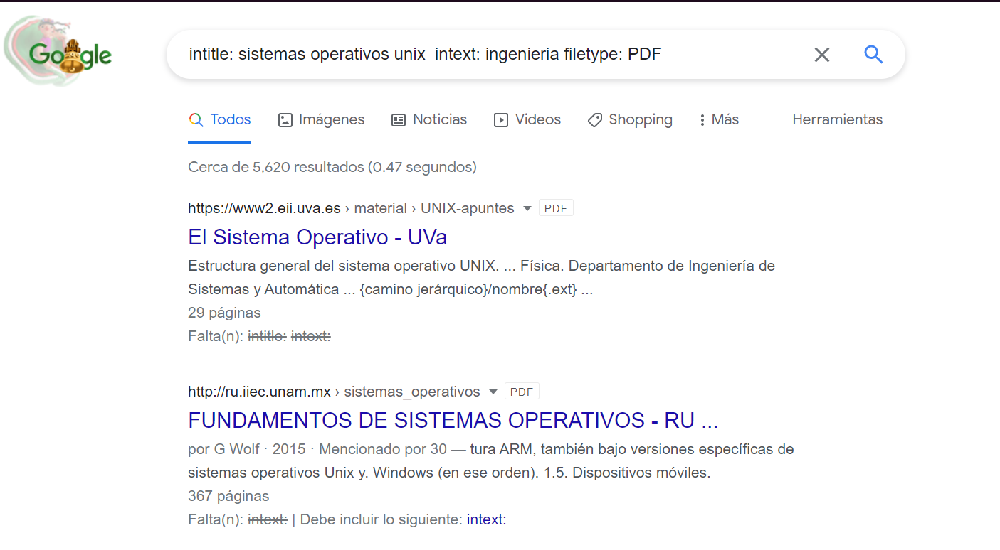 Google
intitle: sistemas operativos unix  intext: ingenieria filetype: PDF
Todos Imágenes Noticias Videos Shopping Más Herramientas
Cerca de 5,620 resultados (0.47 segundos)
https://www2.eii.uva.es › material › UNIX-apuntes PDF
El Sistema Operativo - UVa
Estructura general del sistema operativo UNIX. ... Física. Departamento de Ingeniería de
Sistemas y Automática ... {camino jerárquico}/nombre{.ext} ...
29 páginas
Falta(n): intitle: intext:
http://ru.iiec.unam.mx › sistemas_operativos PDF
FUNDAMENTOS DE SISTEMAS OPERATIVOS - RU ...
por G Wolf · 2015 · Mencionado por 30 — tura ARM, también bajo versiones específicas de
sistemas operativos Unix y. Windows (en ese orden). 1.5. Dispositivos móviles.
367 páginas
Falta(n): intext: | Debe incluir lo siguiente: intext: